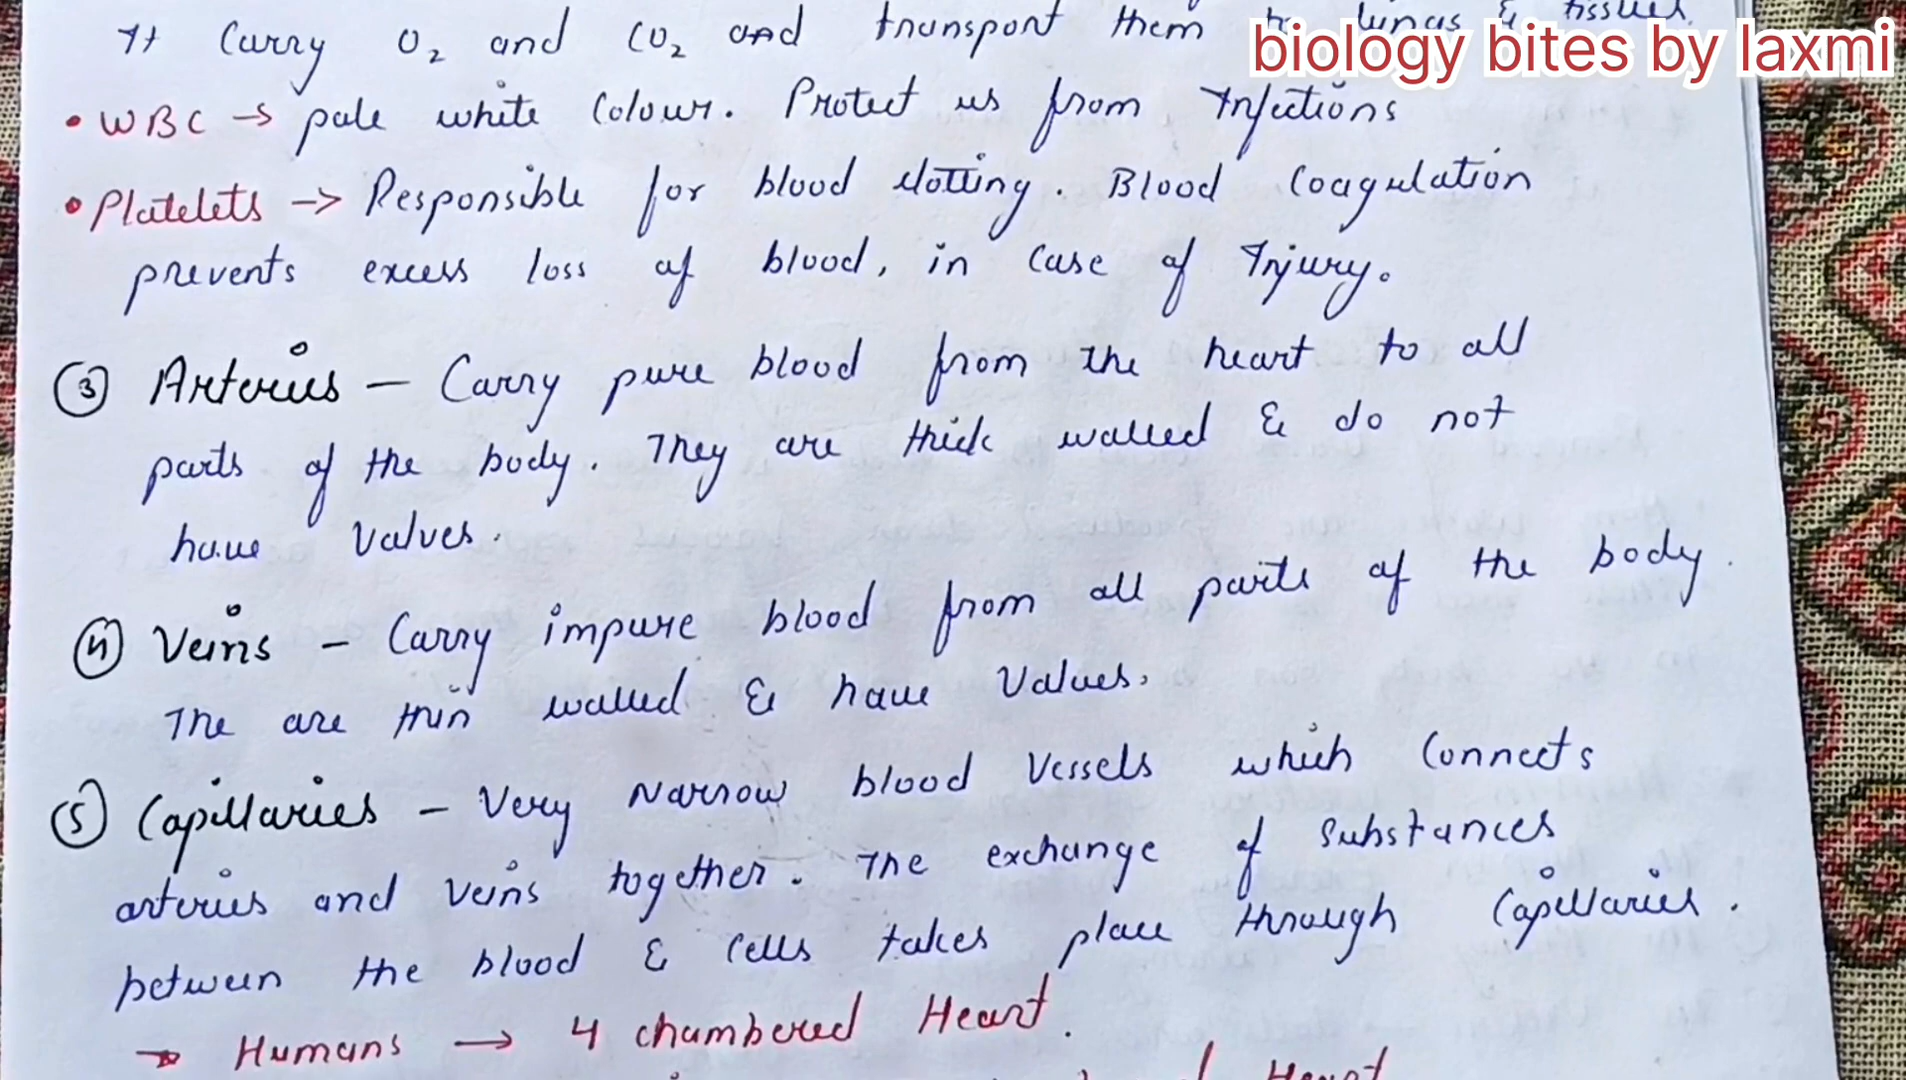 It carry O2 and CO2 and transport them to lungs & tissues.
biology bites by laxmi
• WBC → pale white Colour. Protect us from Infections
• Platelets → Responsible for blood clotting. Blood Coagulation
prevents excess loss of blood, in case of Injury.
③ Arteries – Carry pure blood from the heart to all
parts of the body. They are thick walled & do not
have valves.
④ Veins – Carry impure blood from all parts of the body.
The are thin walled & have valves.
⑤ Capillaries – Very Narrow blood vessels which Connects
arteries and veins together. The exchange of substances
between the blood & cells takes place through Capillaries.
→ Humans → 4 chambered Heart.
Heart